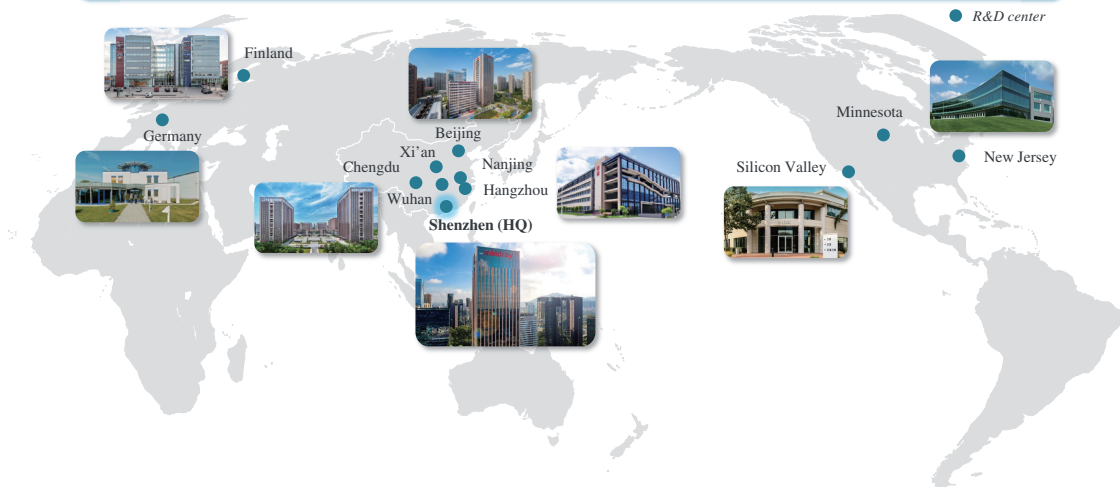 R&D center
Finland
Germany
Beijing
Xi’an
Chengdu
Nanjing
Hangzhou
Wuhan
Shenzhen (HQ)
Minnesota
New Jersey
Silicon Valley